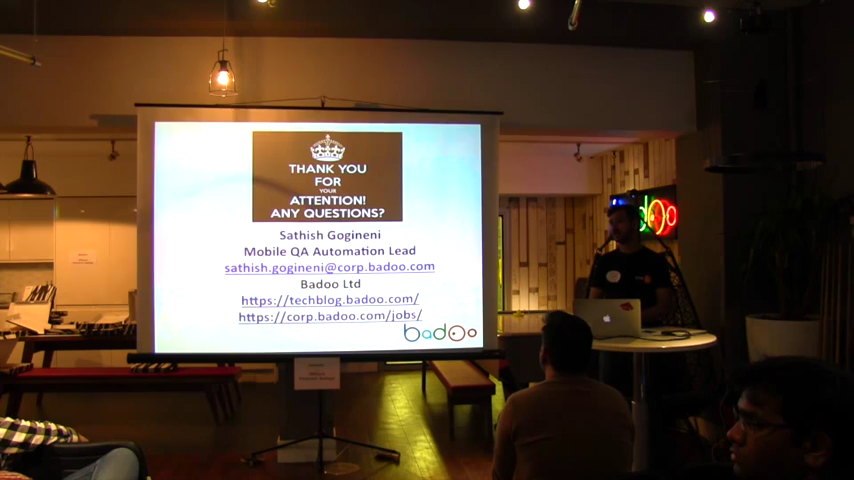 THANK YOU
FOR
YOUR
ATTENTION!
ANY QUESTIONS?
Sathish Gogineni
Mobile QA Automation Lead
sathish.gogineni@corp.badoo.com
Badoo Ltd
https://techblog.badoo.com/
https://corp.badoo.com/jobs/
badoo